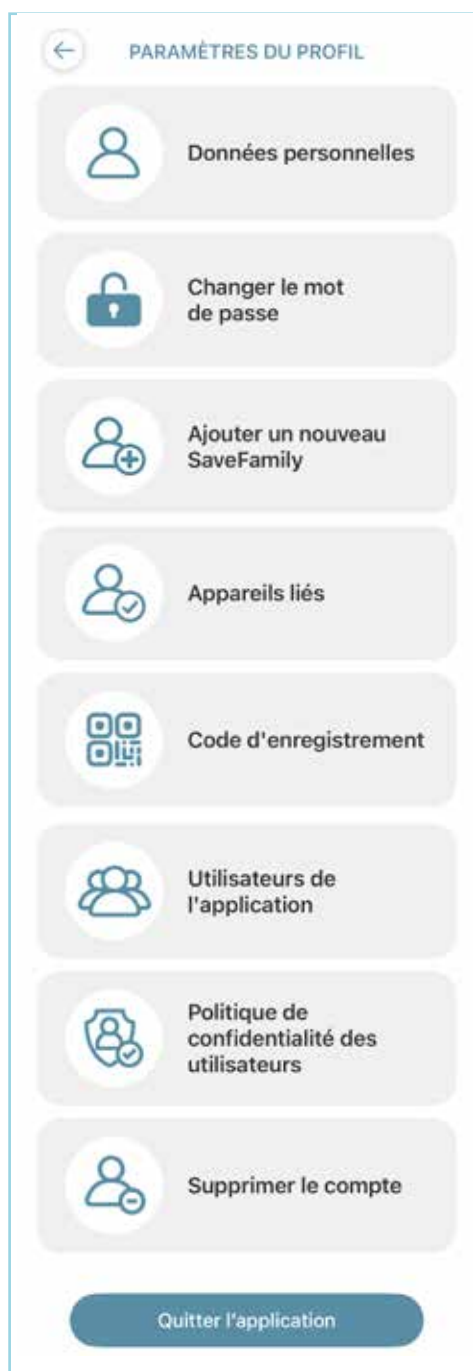 PARAMÈTRES DU PROFIL
Données personnelles
Changer le mot
de passe
Ajouter un nouveau
SaveFamily
Appareils liés
Code d'enregistrement
Utilisateurs de
l'application
Politique de
confidentialité des
utilisateurs
Supprimer le compte
Quitter l'application